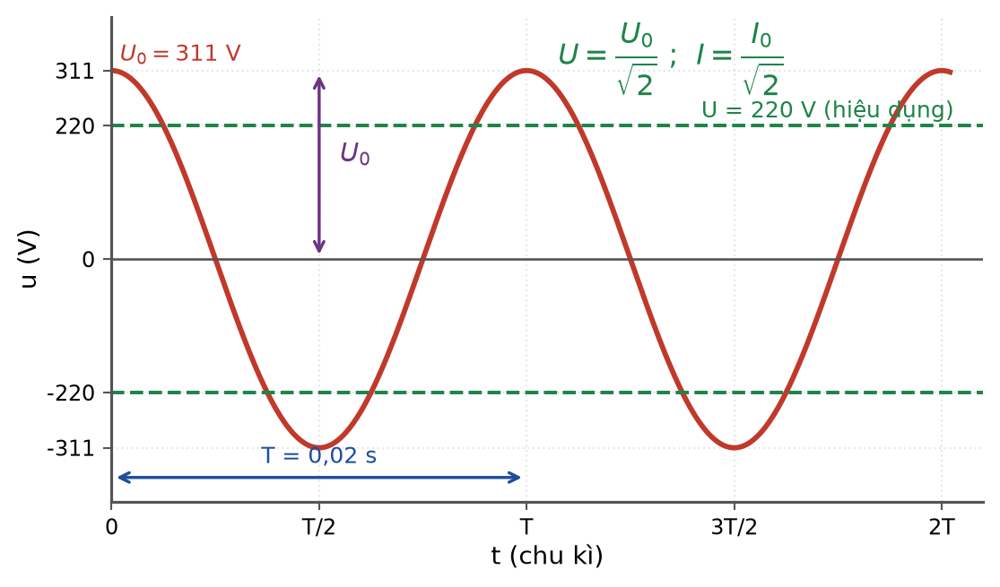 U₀ = 311 V
U = U₀/√2 ; I = I₀/√2
U = 220 V (hiệu dụng)
U₀
311
220
0
-220
-311
u (V)
T = 0,02 s
0 T/2 T 3T/2 2T
t (chu kì)